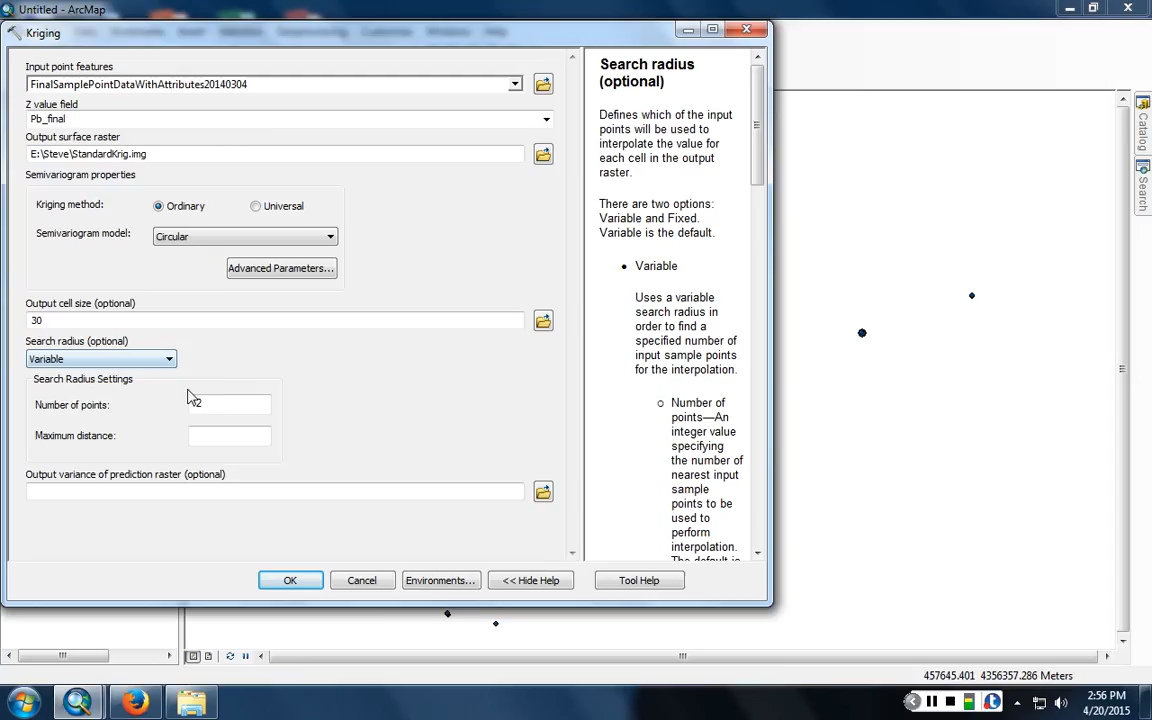 Untitled - ArcMap
Kriging
Input point features
FinalSamplePointDataWithAttributes20140304
Z value field
Pb_final
Output surface raster
E:\Steve\StandardKrig.img
Semivariogram properties
Kriging method:
Ordinary
Universal
Semivariogram model:
Circular
Advanced Parameters...
Output cell size (optional)
30
Search radius (optional)
Variable
Search Radius Settings
Number of points:
Maximum distance:
Output variance of prediction raster (optional)
OK
Cancel
Environments...
<< Hide Help
Tool Help
Search radius
(optional)
Defines which of the input
points will be used to
interpolate the value for
each cell in the output
raster.
There are two options:
Variable and Fixed.
Variable is the default.
Variable
Uses a variable
search radius in
order to find a
specified number of
input sample points
for the interpolation.
Number of
points—An
integer value
specifying
the number of
nearest input
sample
points to be
used to
perform
interpolation.
The default is
Catalog
Search
457645.401 4356357.286 Meters
2:56 PM
4/20/2015